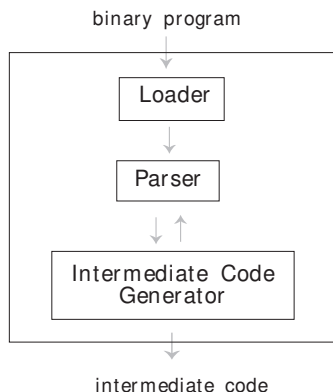 binary program
Loader
Parser
Intermediate Code
Generator
intermediate code